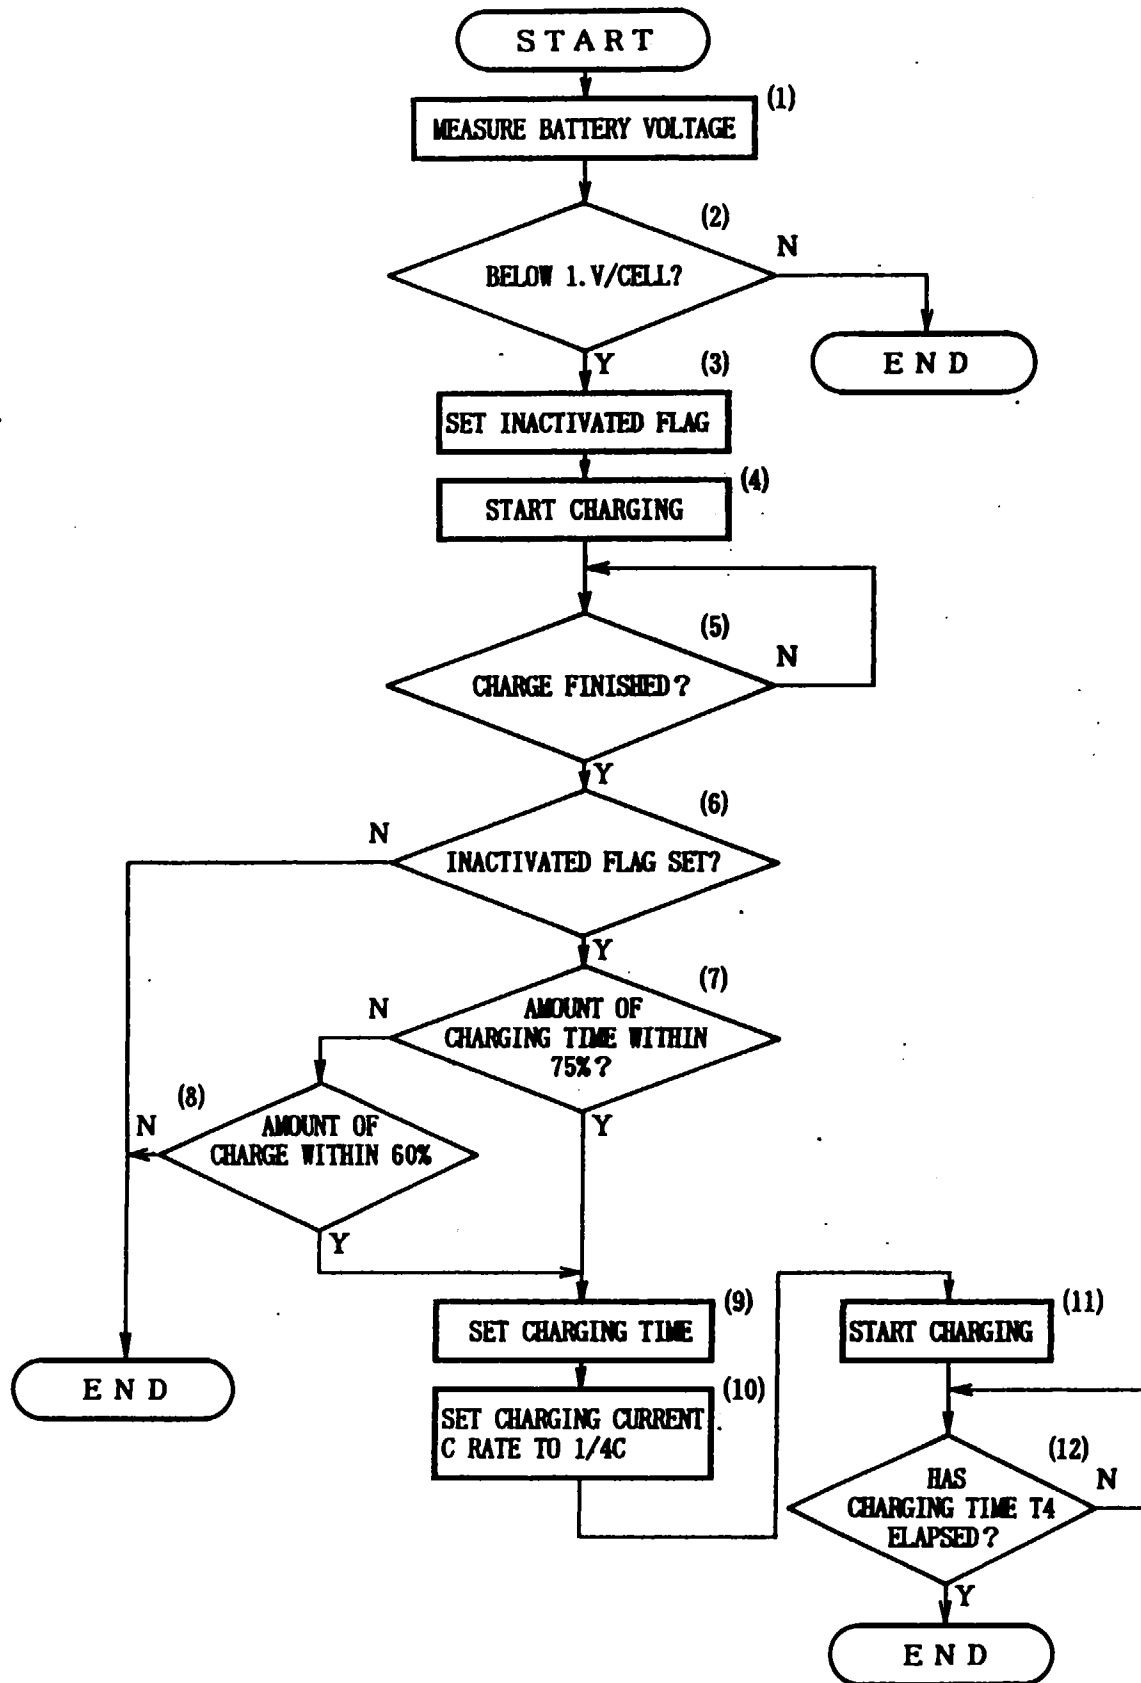 START
(1)
MEASURE BATTERY VOLTAGE
(2)
BELOW 1.V/CELL?
N
END
Y
(3)
SET INACTIVATED FLAG
(4)
START CHARGING
(5)
CHARGE FINISHED?
N
Y
(6)
N
INACTIVATED FLAG SET?
Y
(7)
N
AMOUNT OF
CHARGING TIME WITHIN
75%?
Y
(8)
N
AMOUNT OF
CHARGE WITHIN 60%
Y
(9)
SET CHARGING TIME
(10)
SET CHARGING CURRENT
C RATE TO 1/4C
(11)
START CHARGING
(12)
HAS
CHARGING TIME T4
ELAPSED?
N
Y
END
END